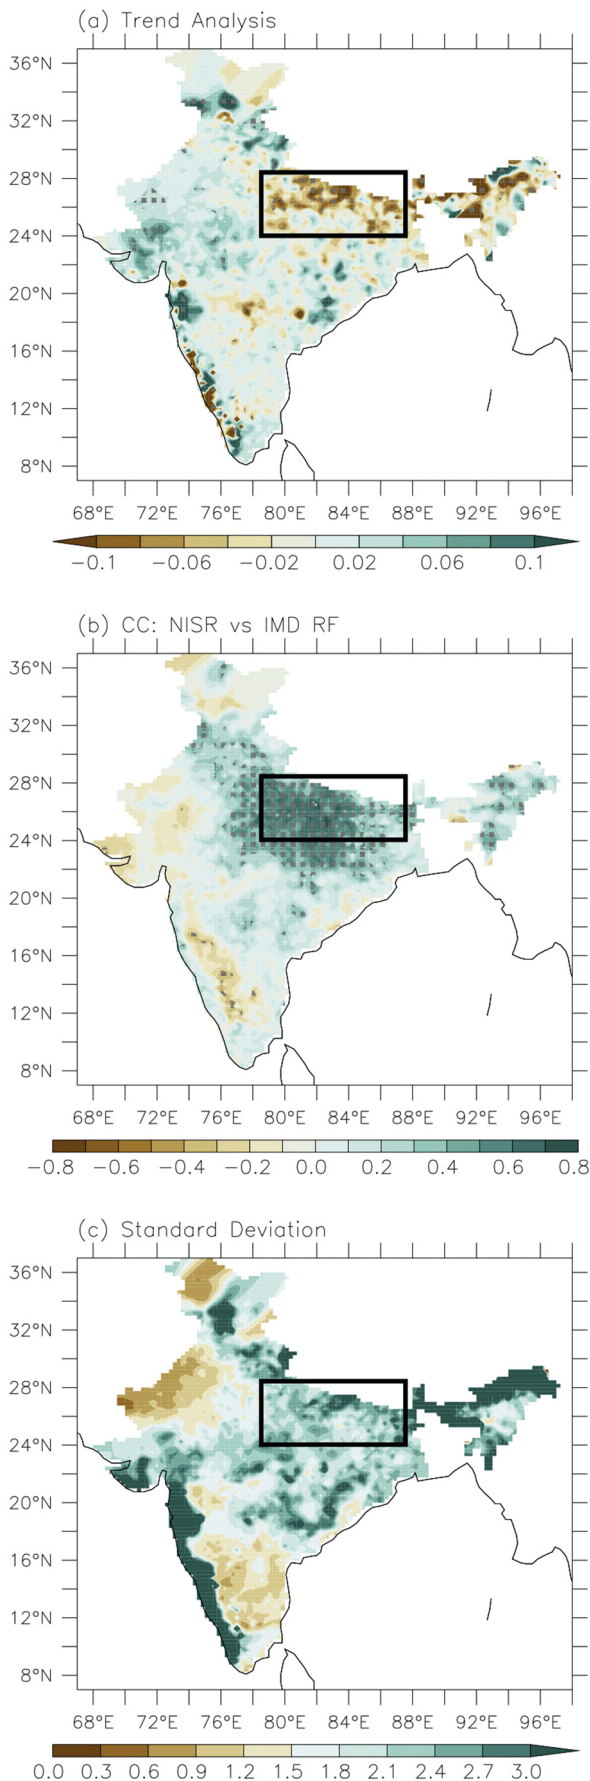 (a) Trend Analysis
36°N
32°N
28°N
24°N
20°N
16°N
12°N
8°N
68°E 72°E 76°E 80°E 84°E 88°E 92°E 96°E
−0.1 −0.06 −0.02 0.02 0.06 0.1
(b) CC: NISR vs IMD RF
36°N
32°N
28°N
24°N
20°N
16°N
12°N
8°N
68°E 72°E 76°E 80°E 84°E 88°E 92°E 96°E
−0.8 −0.6 −0.4 −0.2 0.0 0.2 0.4 0.6 0.8
(c) Standard Deviation
36°N
32°N
28°N
24°N
20°N
16°N
12°N
8°N
68°E 72°E 76°E 80°E 84°E 88°E 92°E 96°E
0.0 0.3 0.6 0.9 1.2 1.5 1.8 2.1 2.4 2.7 3.0